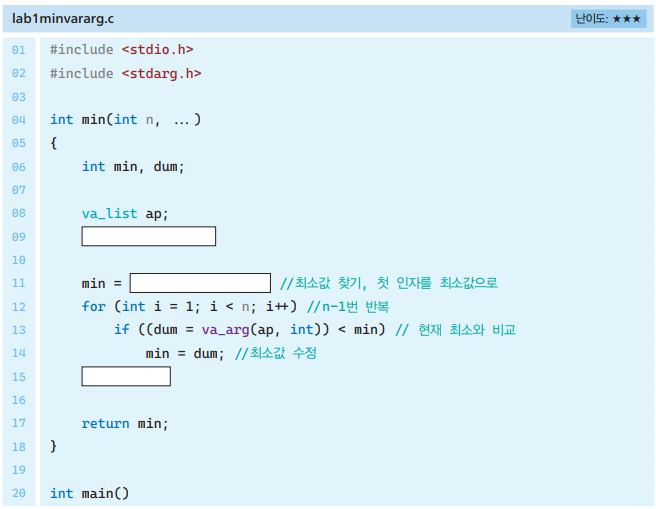 lab1minvararg.c 난이도: ★★★
01 #include <stdio.h>
02 #include <stdarg.h>
03
04 int min(int n, ...)
05 {
06 int min, dum;
07
08 va_list ap;
09
10
11 min = //최소값 찾기, 첫 인자를 최소값으로
12 for (int i = 1; i < n; i++) //n-1번 반복
13 if ((dum = va_arg(ap, int)) < min) // 현재 최소와 비교
14 min = dum; //최소값 수정
15
16
17 return min;
18 }
19
20 int main()